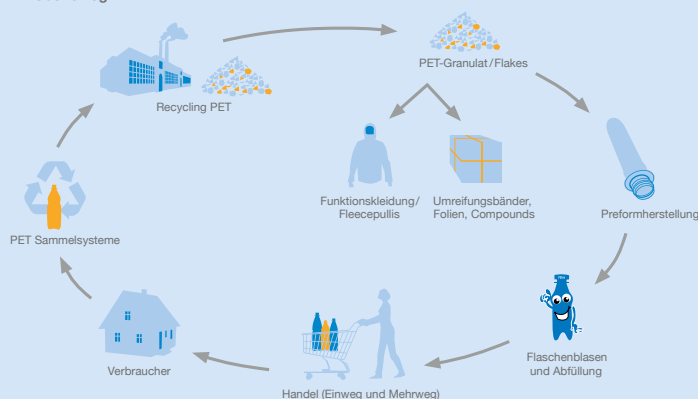 PET-Granulat/Flakes
Recycling PET
Funktionskleidung/
Fleecepullis
Umreifungsbänder,
Folien, Compounds
Preformherstellung
PET Sammelsysteme
Flaschenblasen
und Abfüllung
Verbraucher
Handel (Einweg und Mehrweg)